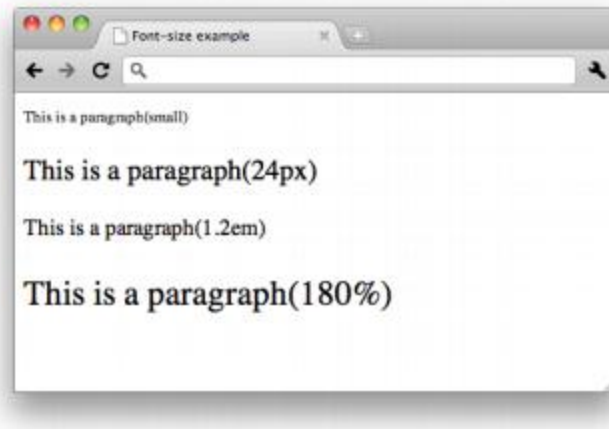 Font-size example
This is a paragraph(small)
This is a paragraph(24px)
This is a paragraph(1.2em)
This is a paragraph(180%)